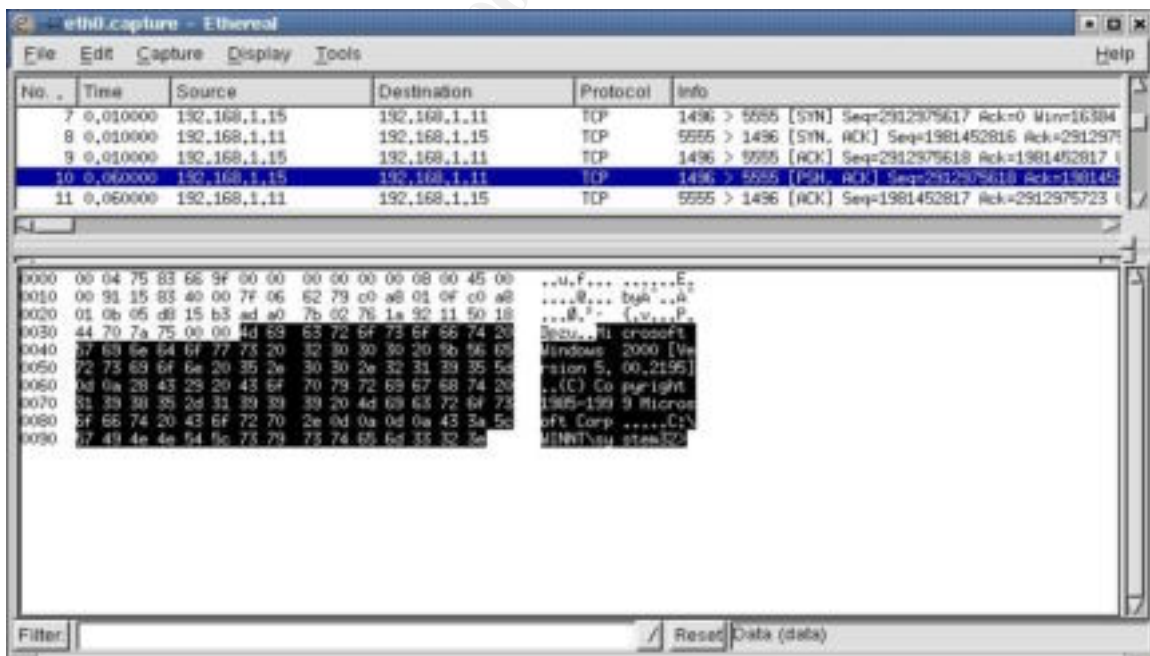 eth0.capture - Ethereal
File Edit Capture Display Tools Help
No. Time Source Destination Protocol Info
7 0.010000 192.168.1.15 192.168.1.11 TCP 1496 > 5555 [SYN] Seq=2912975617 Ack=0 Win=16384
8 0.010000 192.168.1.11 192.168.1.15 TCP 5555 > 1496 [SYN, ACK] Seq=1981452816 Ack=2912975
9 0.010000 192.168.1.15 192.168.1.11 TCP 1496 > 5555 [ACK] Seq=2912975618 Ack=1981452817
10 0.060000 192.168.1.15 192.168.1.11 TCP 1496 > 5555 [PSH, ACK] Seq=2912975618 Ack=1981452
11 0.060000 192.168.1.11 192.168.1.15 TCP 5555 > 1496 [ACK] Seq=1981452817 Ack=2912975723
0000 00 04 75 83 66 9f 00 00 00 00 00 00 08 00 45 00 ..u.f... ......E.
0010 00 91 15 83 40 00 7f 06 62 79 c0 a8 01 0f c0 a8
0020 01 0b 05 d8 15 b3 ad a0 7b 02 76 1a 92 11 50 18
0030 44 70 7a 75 00 00 4d 69 63 72 6f 73 6f 66 74 20 Dpzu..Mi crosoft
0040 57 69 6e 64 6f 77 73 20 32 30 30 30 20 5b 56 65 Windows 2000 [Ve
0050 72 73 69 6f 6e 20 35 2e 30 30 2e 32 31 39 35 5d rsion 5. 00.2195]
0060 0d 0a 28 43 29 20 43 6f 70 79 72 69 67 68 74 20 ..(C) Co pyright
0070 31 39 38 35 2d 31 39 39 39 20 4d 69 63 72 6f 73 1985-199 9 Micros
0080 6f 66 74 20 43 6f 72 70 2e 0d 0a 0d 0a 43 3a 5c oft Corp .....C:\
0090 57 49 4e 4e 54 5c 73 79 73 74 65 6d 33 32 3e WINNT\sy stem32>
Filter: / Reset Data (data)